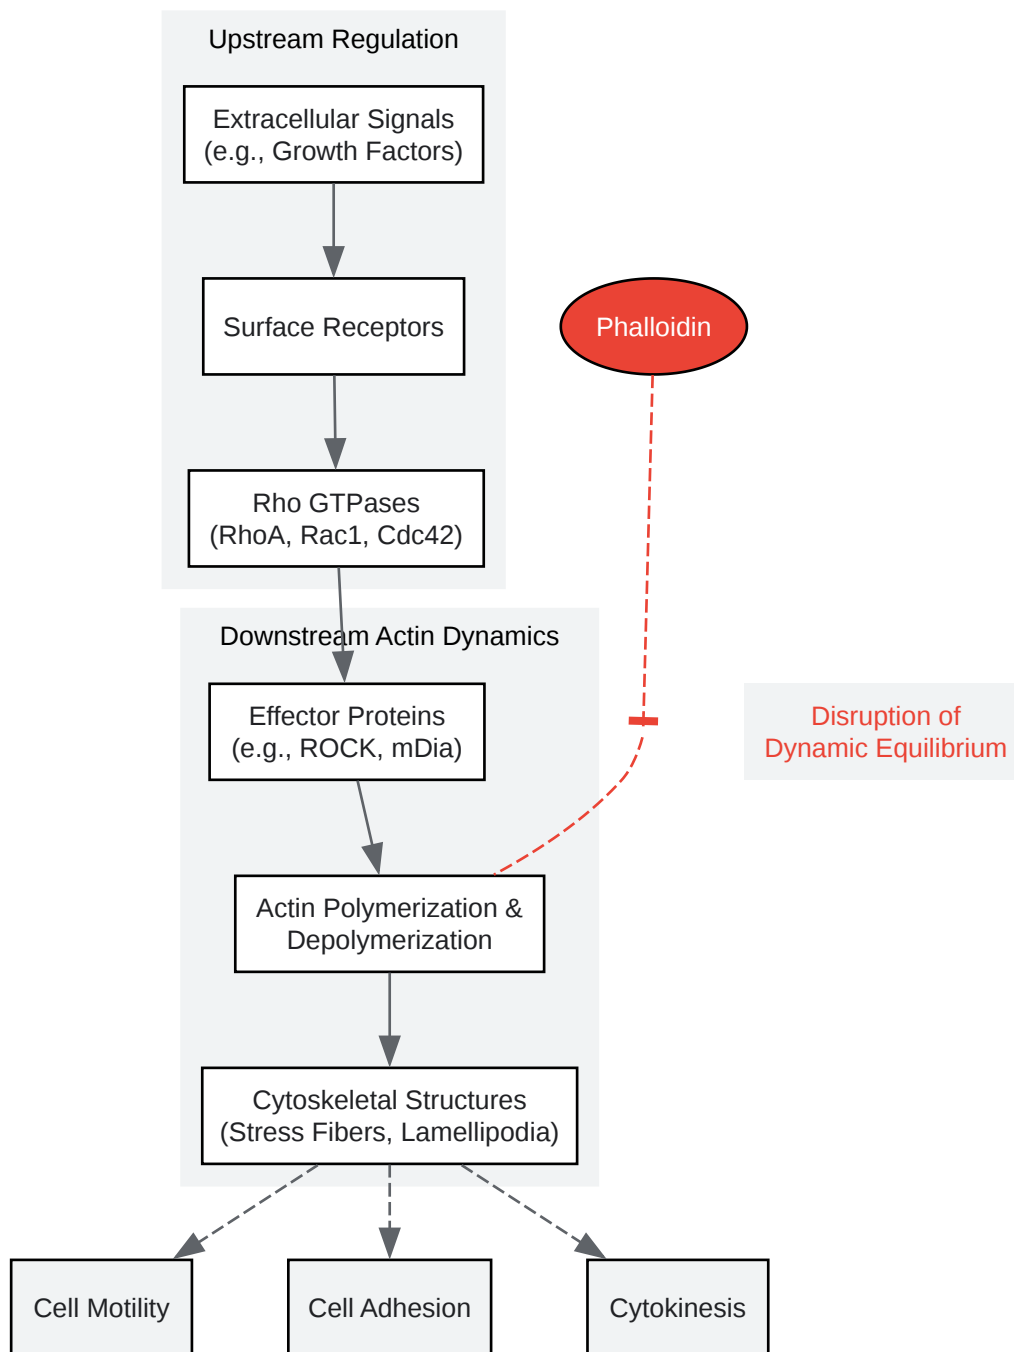 Upstream Regulation
Extracellular Signals
(e.g., Growth Factors)
Surface Receptors
Phalloidin
Rho GTPases
(RhoA, Rac1, Cdc42)
Downstream Actin Dynamics
Effector Proteins
(e.g., ROCK, mDia)
Disruption of
Dynamic Equilibrium
Actin Polymerization &
Depolymerization
Cytoskeletal Structures
(Stress Fibers, Lamellipodia)
Cell Motility
Cell Adhesion
Cytokinesis